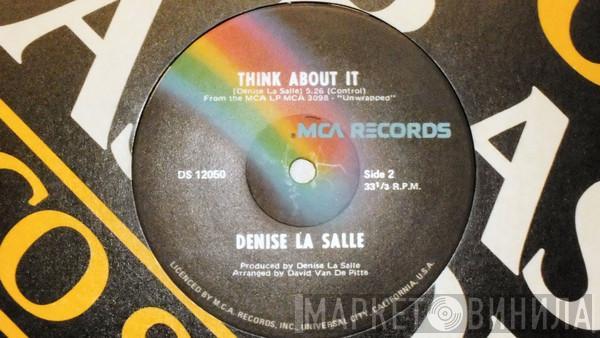 THINK ABOUT IT
(Denise La Salle) 5.26 (Control)
From the MCA LP MCA 3098 - "Unwrapped"
MCA RECORDS
DS 12050
Side 2
33 1/3 R.P.M.
DENISE LA SALLE
Produced by Denise La Salle
Arranged by David Van De Pitte
LICENCED BY M.C.A. RECORDS, INC., UNIVERSAL CITY, CALIFORNIA, U.S.A.
МАРКЕТ ВИНИЛА